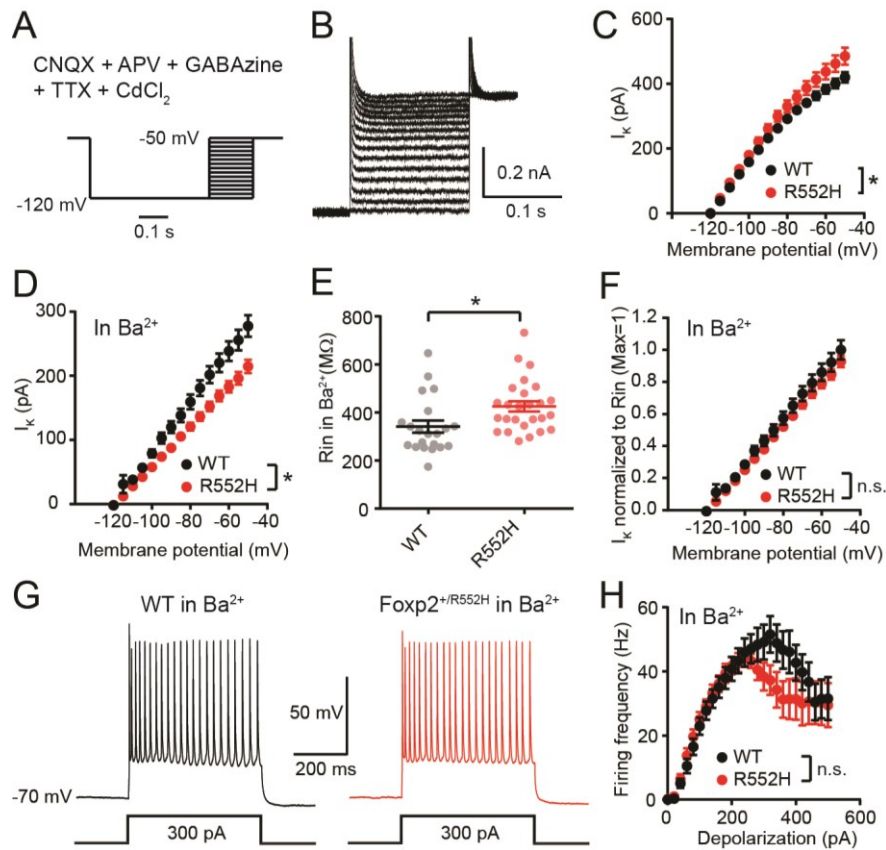 A
CNQX + APV + GABAzine
+ TTX + CdCl₂
-50 mV
-120 mV
0.1 s
B
0.2 nA
0.1 s
C
600
400
200
0
I_K (pA)
WT
R552H
*
-120 -100 -80 -60 -40
Membrane potential (mV)
D
In Ba²⁺
300
200
100
0
I_K (pA)
WT
R552H
*
-120 -100 -80 -60 -40
Membrane potential (mV)
E
*
800
600
400
200
0
Rin in Ba²⁺(MΩ)
WT
R552H
F
In Ba²⁺
1.2
1.0
0.8
0.6
0.4
0.2
0
I_K normalized to Rin (Max=1)
WT
R552H
n.s.
-120 -100 -80 -60 -40
Membrane potential (mV)
G
WT in Ba²⁺
Foxp2⁺/ᴿ⁵⁵²ᴴ in Ba²⁺
50 mV
200 ms
-70 mV
300 pA
300 pA
H
In Ba²⁺
60
40
20
0
Firing frequency (Hz)
WT
R552H
n.s.
0 200 400 600
Depolarization (pA)